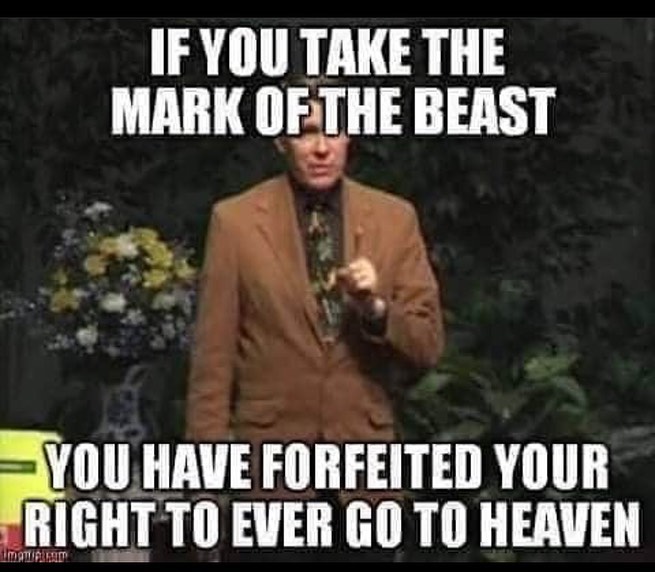 IF YOU TAKE THE
MARK OF THE BEAST
YOU HAVE FORFEITED YOUR
RIGHT TO EVER GO TO HEAVEN
imgflip.com